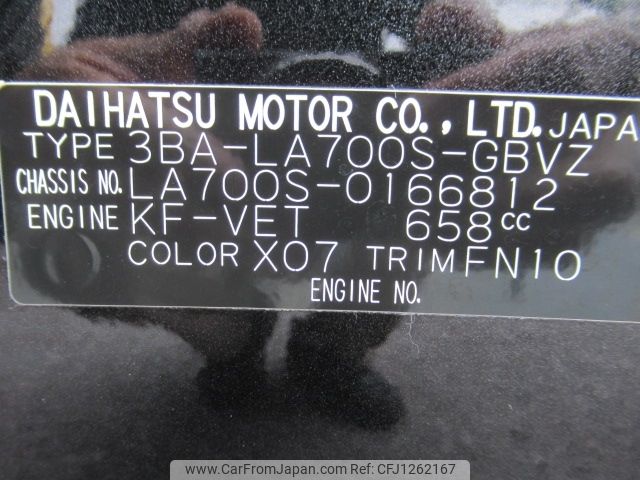 DAIHATSU MOTOR CO., LTD. JAPA
TYPE 3BA-LA700S-GBVZ
CHASSIS NO. LA700S-0166812
ENGINE KF-VET 658cc
COLOR X07 TRIM FN10
ENGINE NO.
www.CarFromJapan.com | CFJ1262167